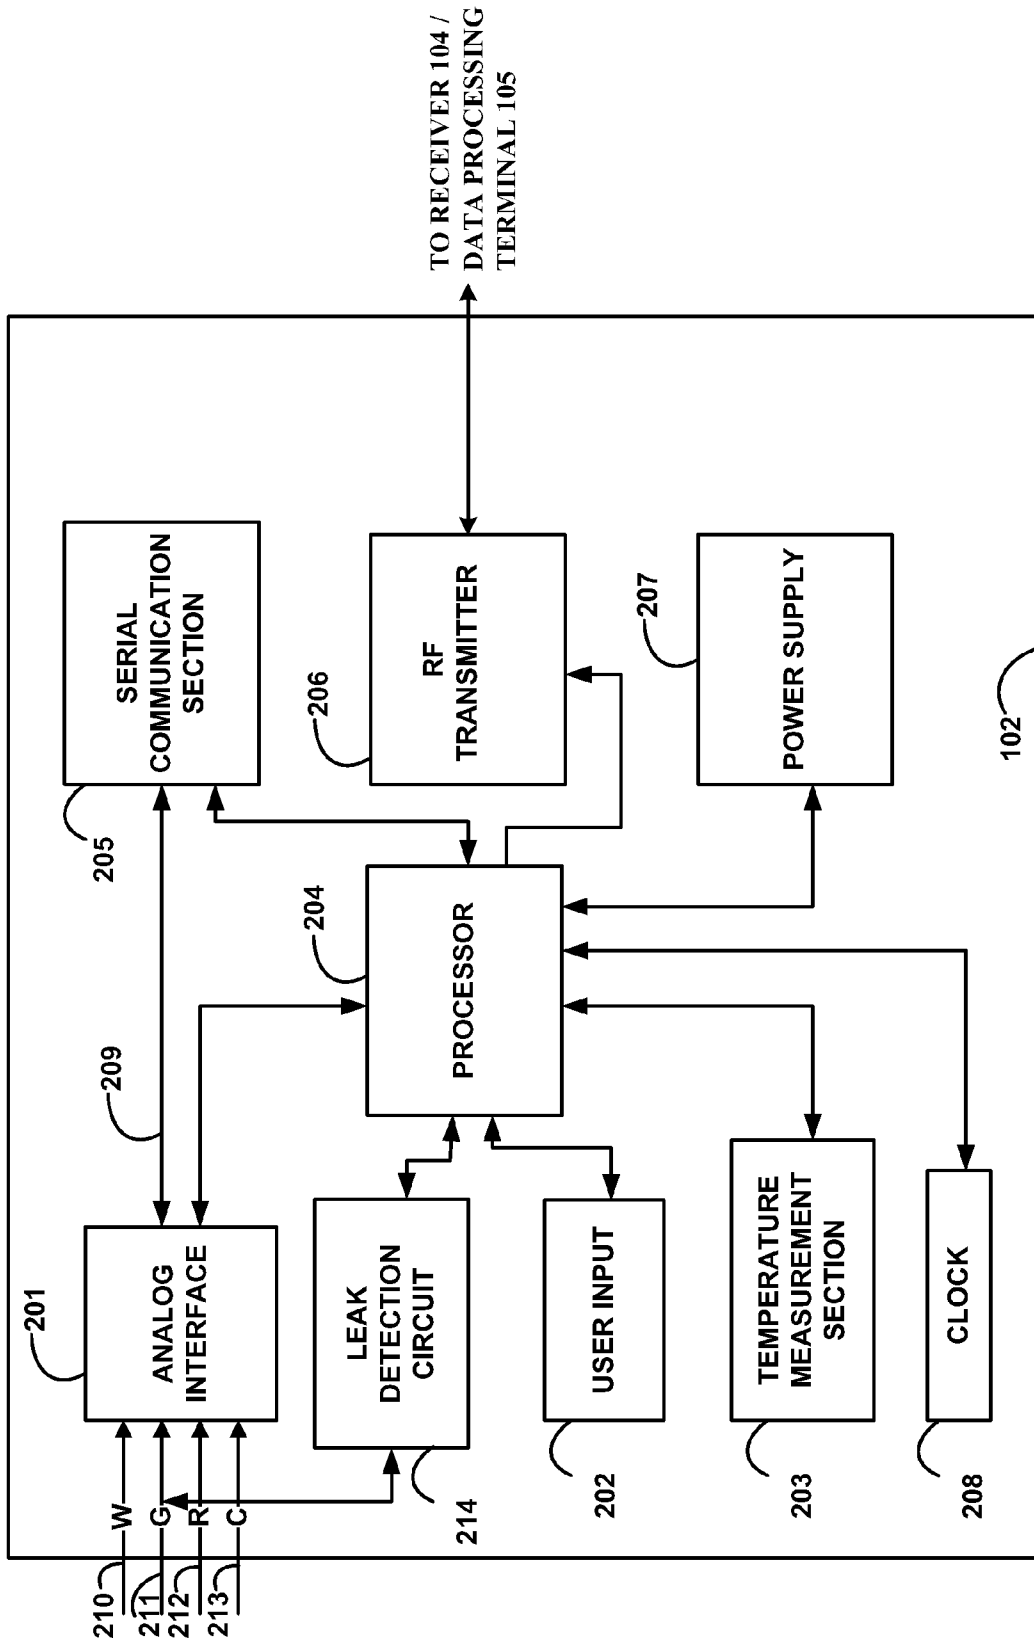 210
W
211
G
212
R
213
C
201
ANALOG
INTERFACE
209
205
SERIAL
COMMUNICATION
SECTION
214
LEAK
DETECTION
CIRCUIT
204
PROCESSOR
206
RF
TRANSMITTER
TO RECEIVER 104 /
DATA PROCESSING
TERMINAL 105
202
USER INPUT
207
POWER SUPPLY
203
TEMPERATURE
MEASUREMENT
SECTION
208
CLOCK
102